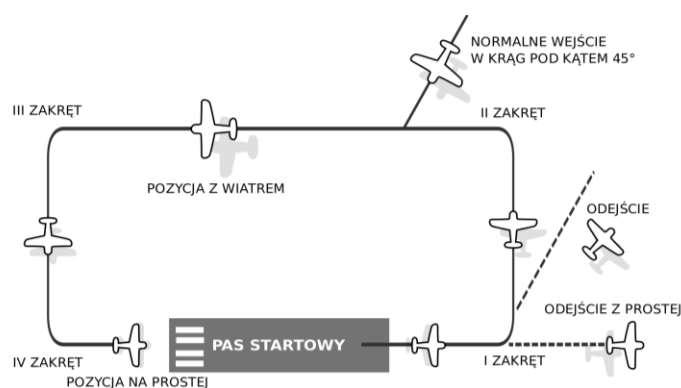 NORMALNE WEJŚCIE
W KRĄG POD KĄTEM 45°
III ZAKRĘT
II ZAKRĘT
POZYCJA Z WIATREM
ODEJŚCIE
ODEJŚCIE Z PROSTEJ
PAS STARTOWY
IV ZAKRĘT
I ZAKRĘT
POZYCJA NA PROSTEJ